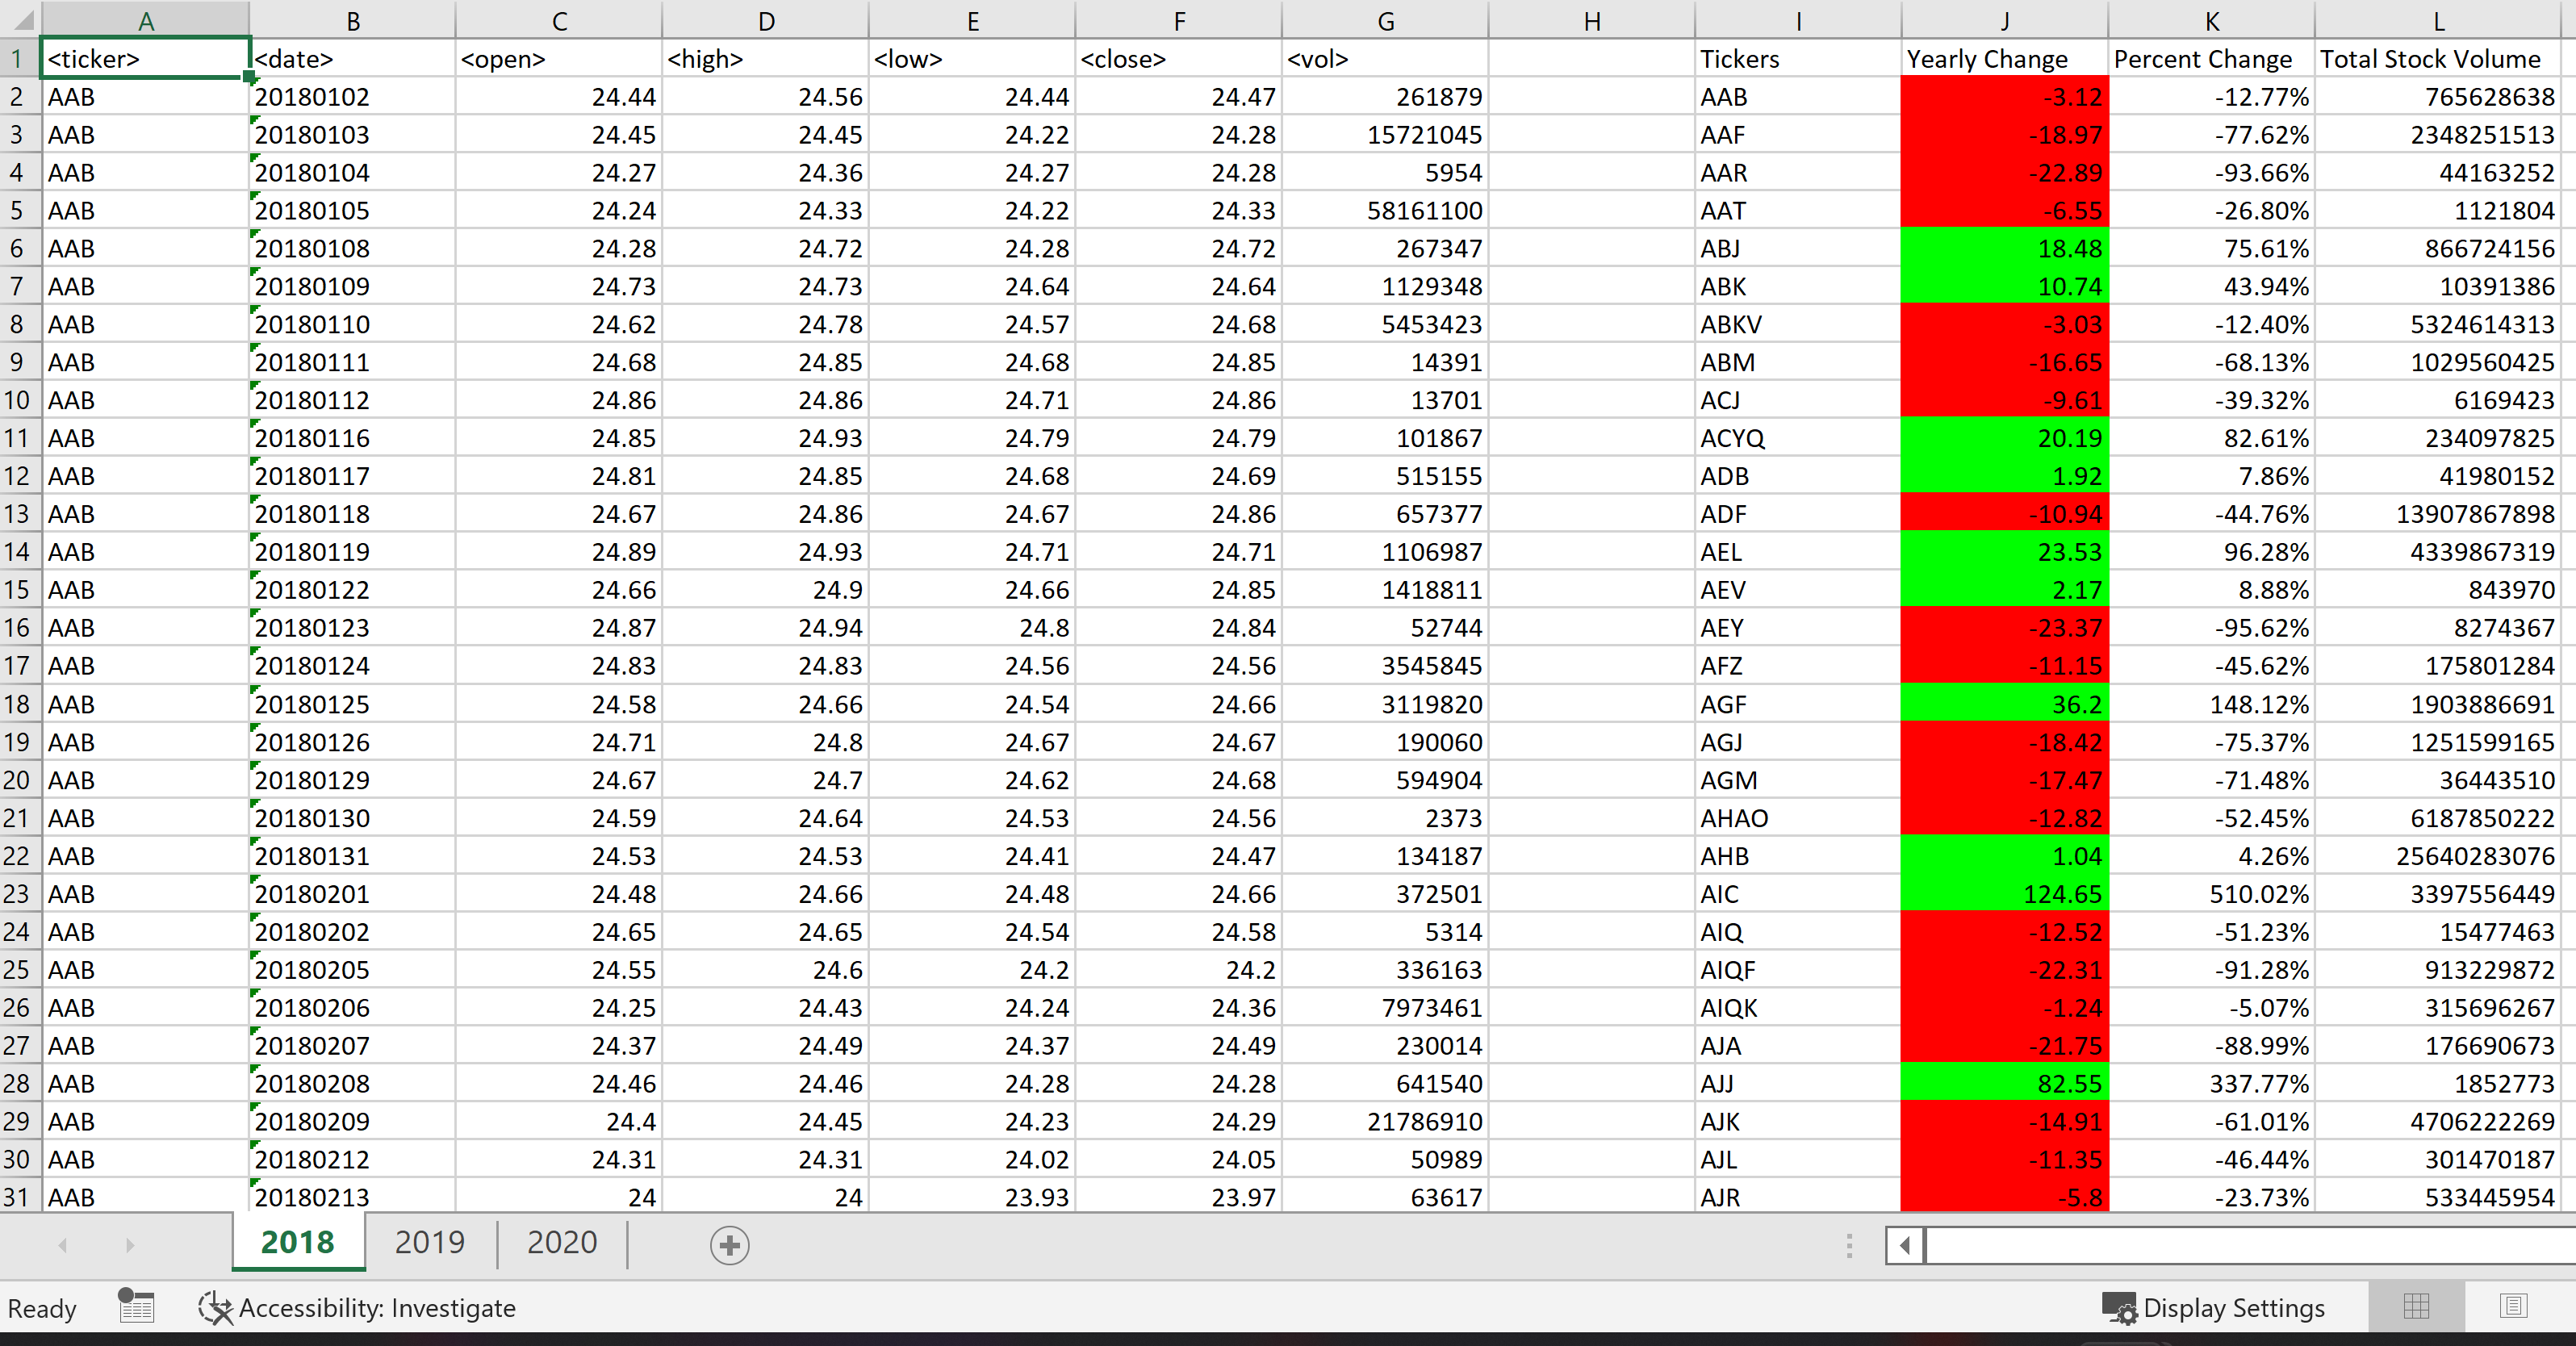 A B C D E F G H I J K L
1 <ticker> <date> <open> <high> <low> <close> <vol> Tickers Yearly Change Percent Change Total Stock Volume
2 AAB 20180102 24.44 24.56 24.44 24.47 261879 AAB -3.12 -12.77% 765628638
3 AAB 20180103 24.45 24.45 24.22 24.28 15721045 AAF -18.97 -77.62% 2348251513
4 AAB 20180104 24.27 24.36 24.27 24.28 5954 AAR -22.89 -93.66% 44163252
5 AAB 20180105 24.24 24.33 24.22 24.33 58161100 AAT -6.55 -26.80% 1121804
6 AAB 20180108 24.28 24.72 24.28 24.72 267347 ABJ 18.48 75.61% 866724156
7 AAB 20180109 24.73 24.73 24.64 24.64 1129348 ABK 10.74 43.94% 10391386
8 AAB 20180110 24.62 24.78 24.57 24.68 5453423 ABKV -3.03 -12.40% 5324614313
9 AAB 20180111 24.68 24.85 24.68 24.85 14391 ABM -16.65 -68.13% 1029560425
10 AAB 20180112 24.86 24.86 24.71 24.86 13701 ACJ -9.61 -39.32% 6169423
11 AAB 20180116 24.85 24.93 24.79 24.79 101867 ACYQ 20.19 82.61% 234097825
12 AAB 20180117 24.81 24.85 24.68 24.69 515155 ADB 1.92 7.86% 41980152
13 AAB 20180118 24.67 24.86 24.67 24.86 657377 ADF -10.94 -44.76% 13907867898
14 AAB 20180119 24.89 24.93 24.71 24.71 1106987 AEL 23.53 96.28% 4339867319
15 AAB 20180122 24.66 24.9 24.66 24.85 1418811 AEV 2.17 8.88% 843970
16 AAB 20180123 24.87 24.94 24.8 24.84 52744 AEY -23.37 -95.62% 8274367
17 AAB 20180124 24.83 24.83 24.56 24.56 3545845 AFZ -11.15 -45.62% 175801284
18 AAB 20180125 24.58 24.66 24.54 24.66 3119820 AGF 36.2 148.12% 1903886691
19 AAB 20180126 24.71 24.8 24.67 24.67 190060 AGJ -18.42 -75.37% 1251599165
20 AAB 20180129 24.67 24.7 24.62 24.68 594904 AGM -17.47 -71.48% 36443510
21 AAB 20180130 24.59 24.64 24.53 24.56 2373 AHAO -12.82 -52.45% 6187850222
22 AAB 20180131 24.53 24.53 24.41 24.47 134187 AHB 1.04 4.26% 25640283076
23 AAB 20180201 24.48 24.66 24.48 24.66 372501 AIC 124.65 510.02% 3397556449
24 AAB 20180202 24.65 24.65 24.54 24.58 5314 AIQ -12.52 -51.23% 15477463
25 AAB 20180205 24.55 24.6 24.2 24.2 336163 AIQF -22.31 -91.28% 913229872
26 AAB 20180206 24.25 24.43 24.24 24.36 7973461 AIQK -1.24 -5.07% 315696267
27 AAB 20180207 24.37 24.49 24.37 24.49 230014 AJA -21.75 -88.99% 176690673
28 AAB 20180208 24.46 24.46 24.28 24.28 641540 AJJ 82.55 337.77% 1852773
29 AAB 20180209 24.4 24.45 24.23 24.29 21786910 AJK -14.91 -61.01% 4706222269
30 AAB 20180212 24.31 24.31 24.02 24.05 50989 AJL -11.35 -46.44% 301470187
31 AAB 20180213 24 24 23.93 23.97 63617 AJR -5.8 -23.73% 533445954
2018 2019 2020
Ready Accessibility: Investigate Display Settings